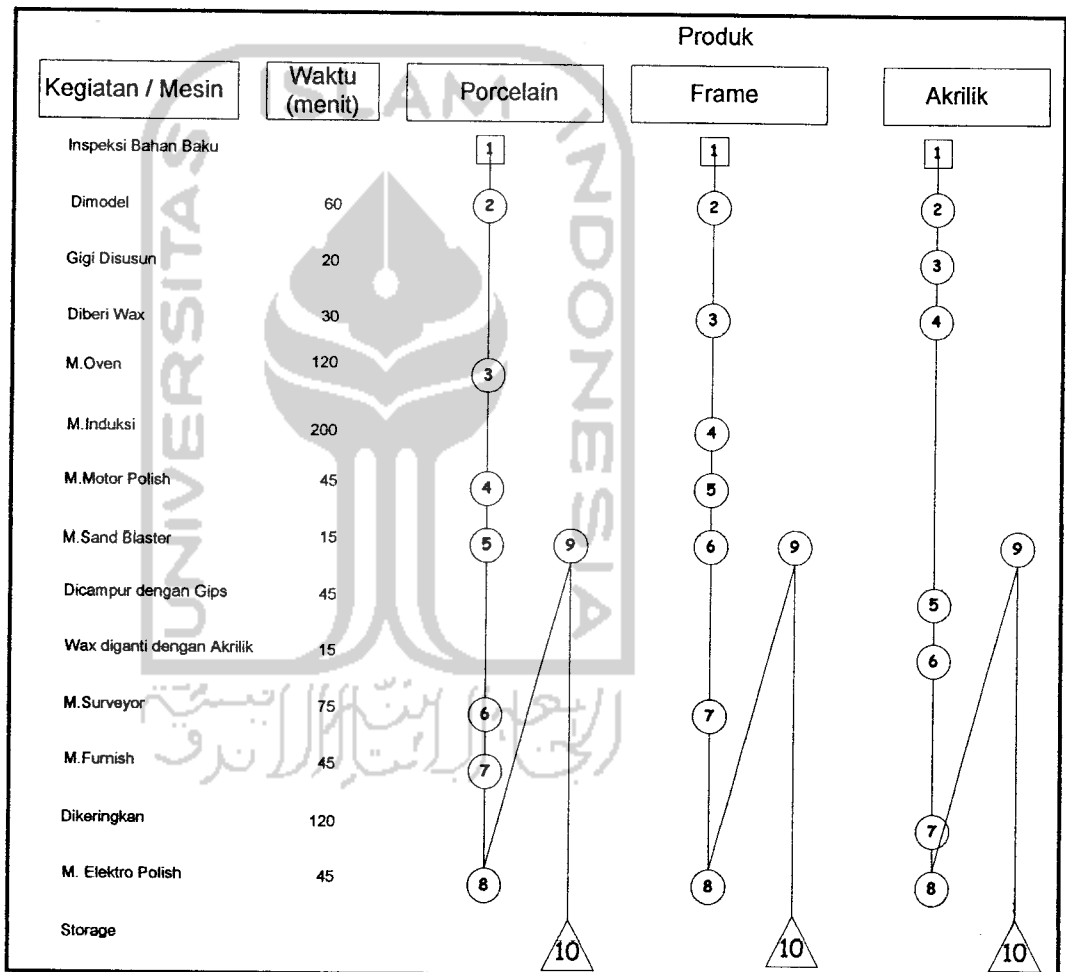 Produk
Kegiatan / Mesin Waktu (menit) Porcelain Frame Akrilik
Inspeksi Bahan Baku 1 1 1
Dimodel 60 2 2 2
Gigi Disusun 20 3
Diberi Wax 30 3 4
M.Oven 120 3
M.Induksi 200 4
M.Motor Polish 45 4 5
M.Sand Blaster 15 5 9 6 9 9
Dicampur dengan Gips 45 5
Wax diganti dengan Akrilik 15 6
M.Surveyor 75 6 7
M.Furnish 45 7
Dikeringkan 120 7
M. Elektro Polish 45 8 8 8
Storage 10 10 10
UNIVERSITAS
ISLAM
INDONESIA